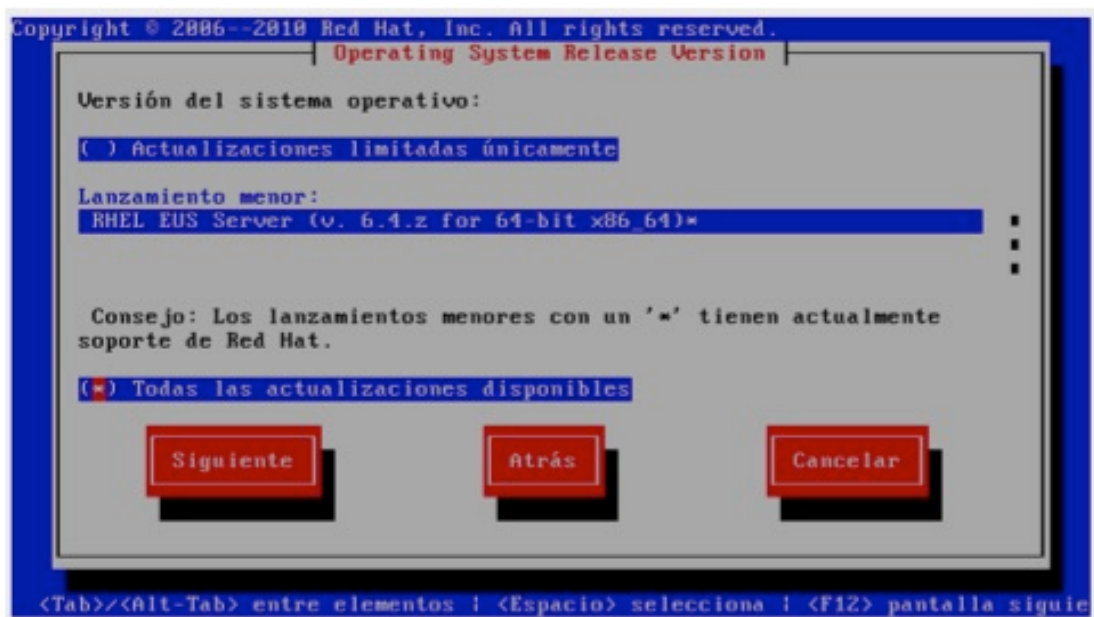 Copyright © 2006--2010 Red Hat, Inc. All rights reserved.
Operating System Release Version
Versión del sistema operativo:
( ) Actualizaciones limitadas únicamente
Lanzamiento menor:
RHEL EUS Server (v. 6.4.z for 64-bit x86_64)*
Consejo: Los lanzamientos menores con un '*' tienen actualmente
soporte de Red Hat.
(*) Todas las actualizaciones disponibles
Siguiente Atrás Cancelar
<Tab>/<Alt-Tab> entre elementos | <Espacio> selecciona | <F12> pantalla siguie